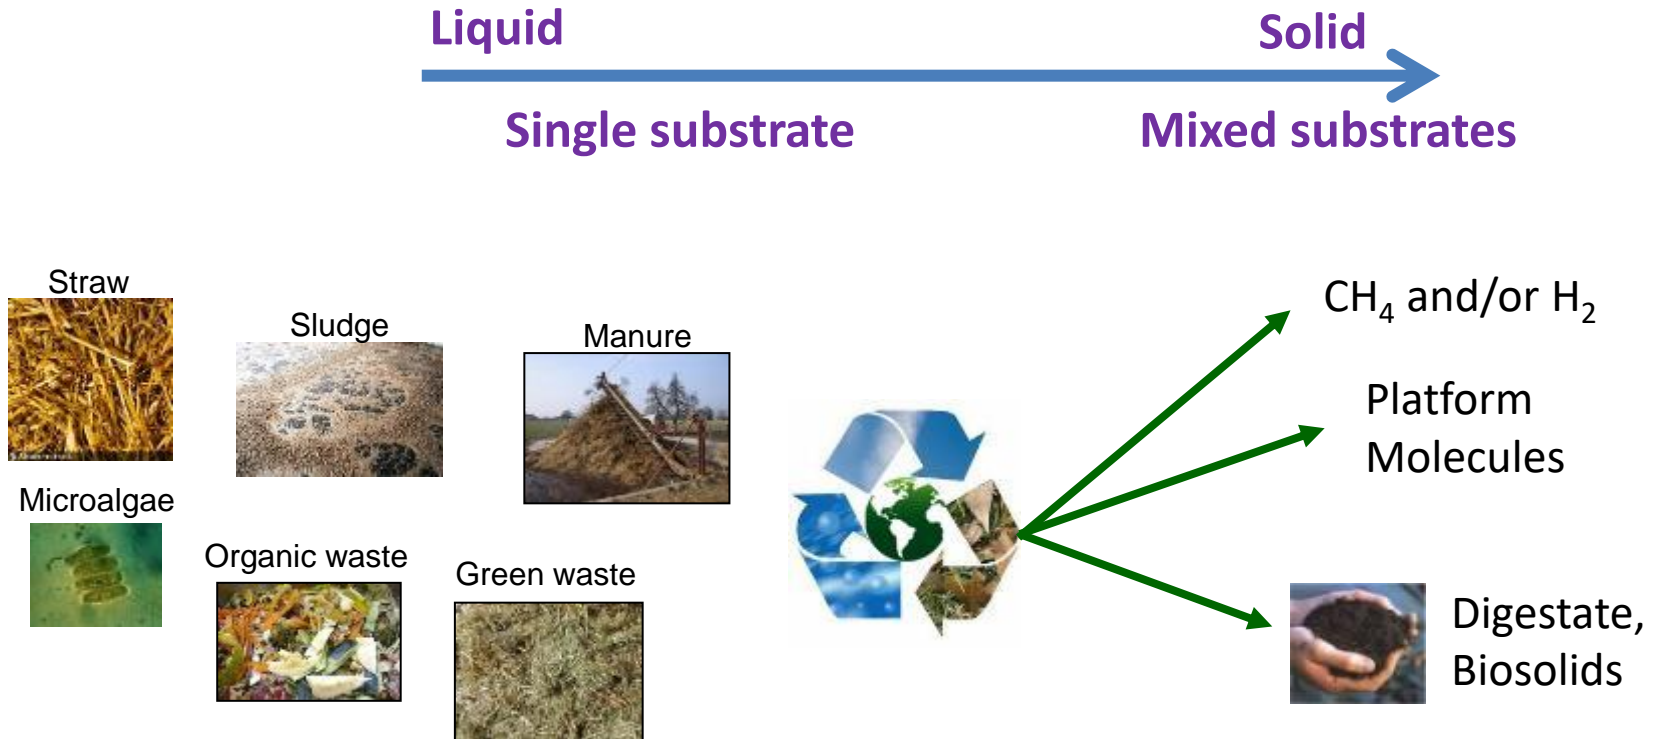 Liquid
Solid
Single substrate
Mixed substrates
Straw
Sludge
Manure
CH₄ and/or H₂
Platform
Molecules
Microalgae
Organic waste
Green waste
Digestate,
Biosolids